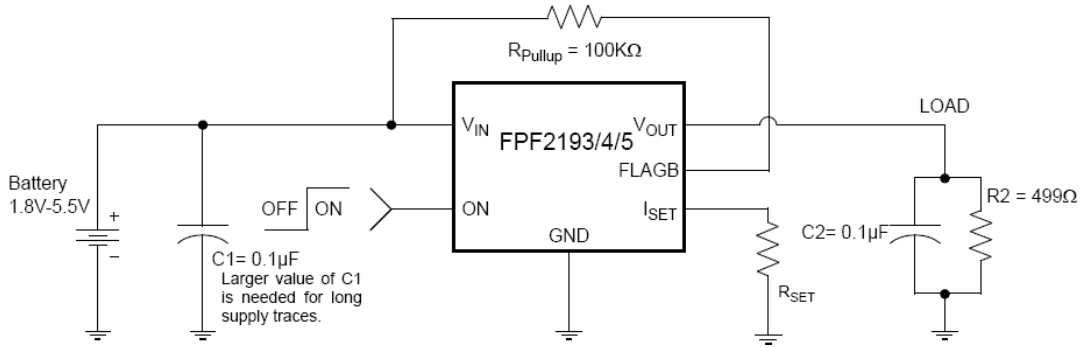 R_Pullup = 100KΩ
LOAD
V_IN
FPF2193/4/5
V_OUT
FLAGB
Battery
1.8V-5.5V
+
−
OFF
ON
ON
I_SET
GND
C1= 0.1µF
Larger value of C1
is needed for long
supply traces.
R_SET
C2= 0.1µF
R2 = 499Ω